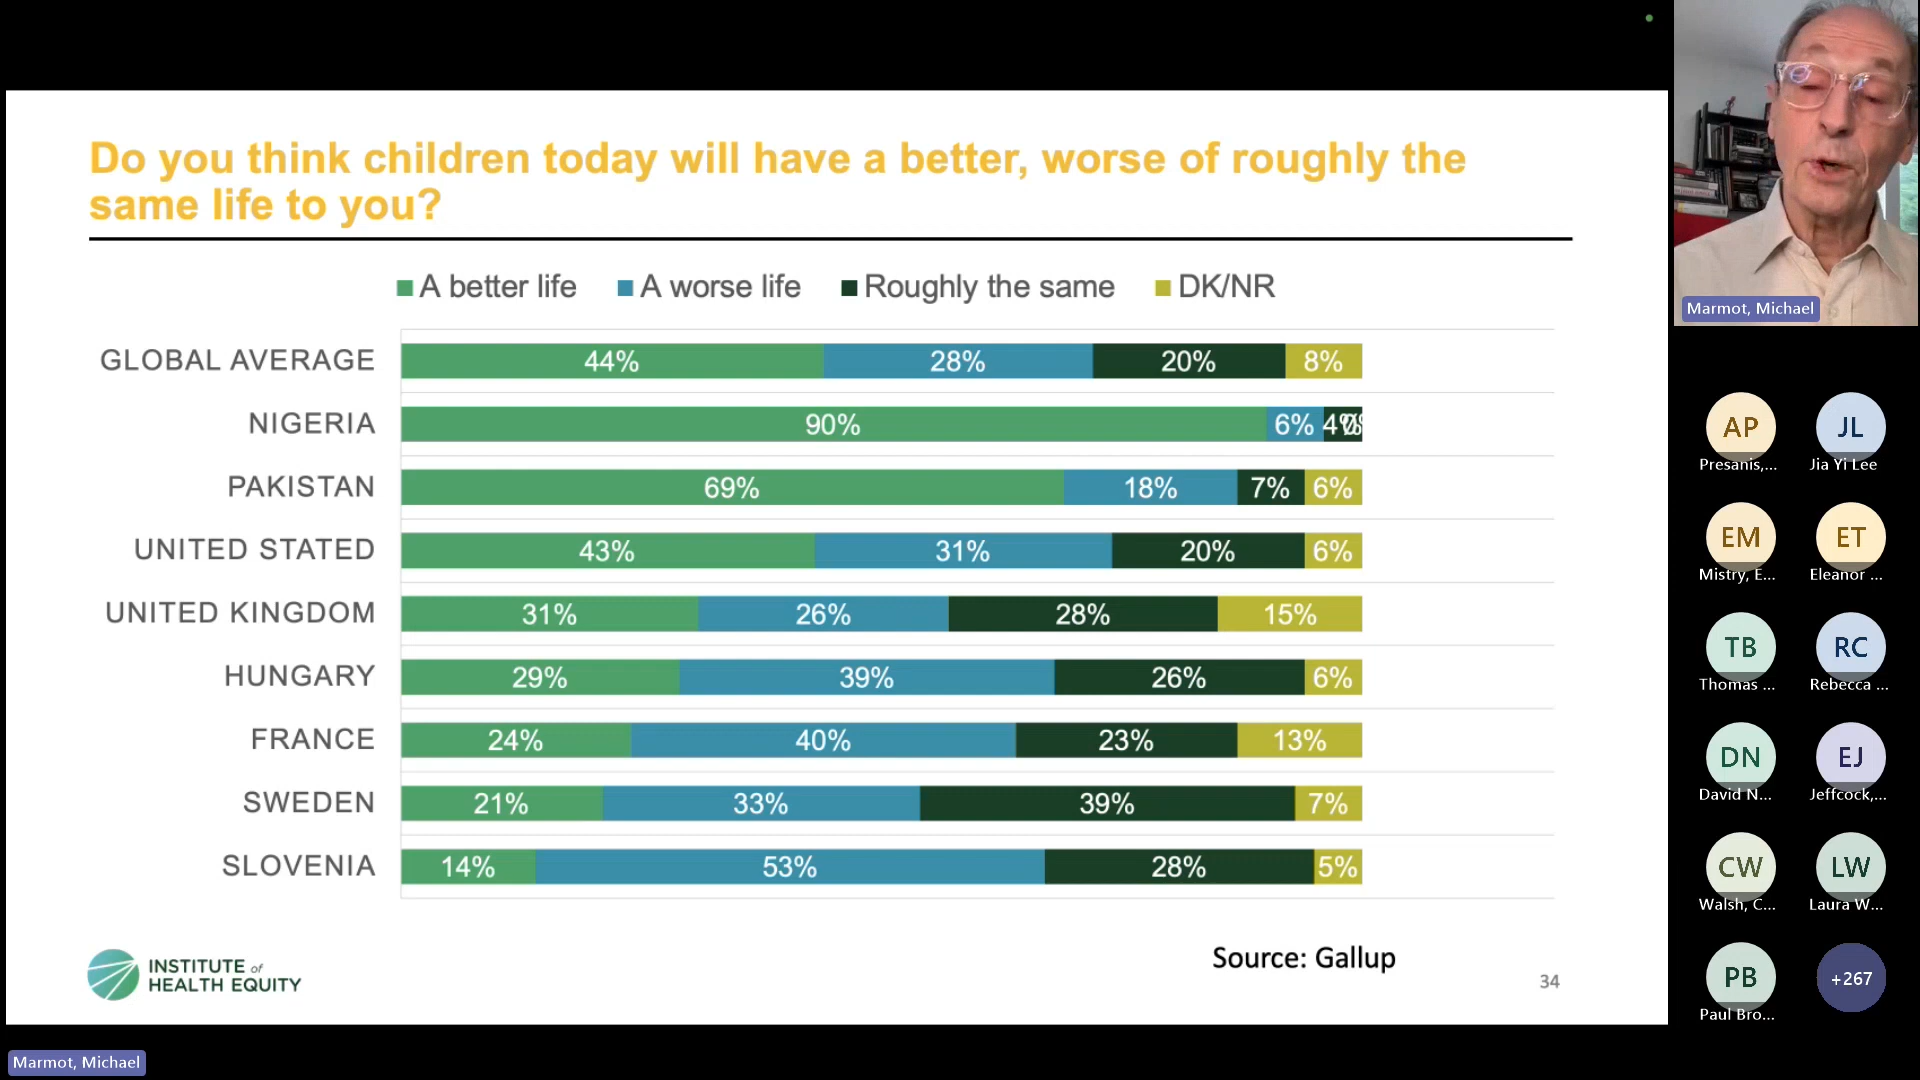 Do you think children today will have a better, worse of roughly the
same life to you?
A better life A worse life Roughly the same DK/NR
GLOBAL AVERAGE 44% 28% 20% 8%
NIGERIA 90% 6% 4%
PAKISTAN 69% 18% 7% 6%
UNITED STATED 43% 31% 20% 6%
UNITED KINGDOM 31% 26% 28% 15%
HUNGARY 29% 39% 26% 6%
FRANCE 24% 40% 23% 13%
SWEDEN 21% 33% 39% 7%
SLOVENIA 14% 53% 28% 5%
INSTITUTE of
HEALTH EQUITY
Source: Gallup
34
Marmot, Michael
AP JL
Presanis,... Jia Yi Lee
EM ET
Mistry, E... Eleanor ...
TB RC
Thomas ... Rebecca ...
DN EJ
David N... Jeffcock,...
CW LW
Walsh, C... Laura W...
PB +267
Paul Bro...
Marmot, Michael